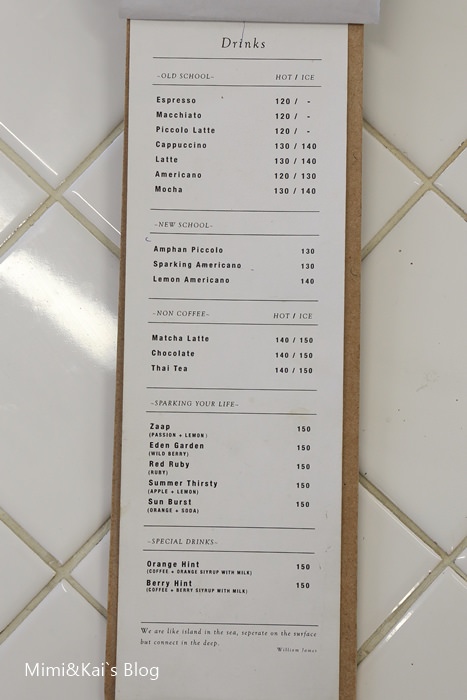 Drinks
~OLD SCHOOL~ HOT / ICE
Espresso 120 / -
Macchiato 120 / -
Piccolo Latte 120 / -
Cappuccino 130 / 140
Latte 130 / 140
Americano 120 / 130
Mocha 130 / 140
~NEW SCHOOL~
Amphan Piccolo 130
Sparking Americano 130
Lemon Americano 140
~NON COFFEE~ HOT / ICE
Matcha Latte 140 / 150
Chocolate 140 / 150
Thai Tea 140 / 150
~SPARKING YOUR LIFE~
Zaap 150
(PASSION + LEMON)
Eden Garden 150
(WILD BERRY)
Red Ruby 150
(RUBY)
Summer Thirsty 150
(APPLE + LEMON)
Sun Burst 150
(ORANGE + SODA)
~SPECIAL DRINKS~
Orange Hint 150
(COFFEE + ORANGE SIYRUP WITH MILK)
Berry Hint 150
(COFFEE + BERRY SIYRUP WITH MILK)
We are like island in the sea, seperate on the surface
but connect in the deep.
William James
Mimi&Kai`s Blog